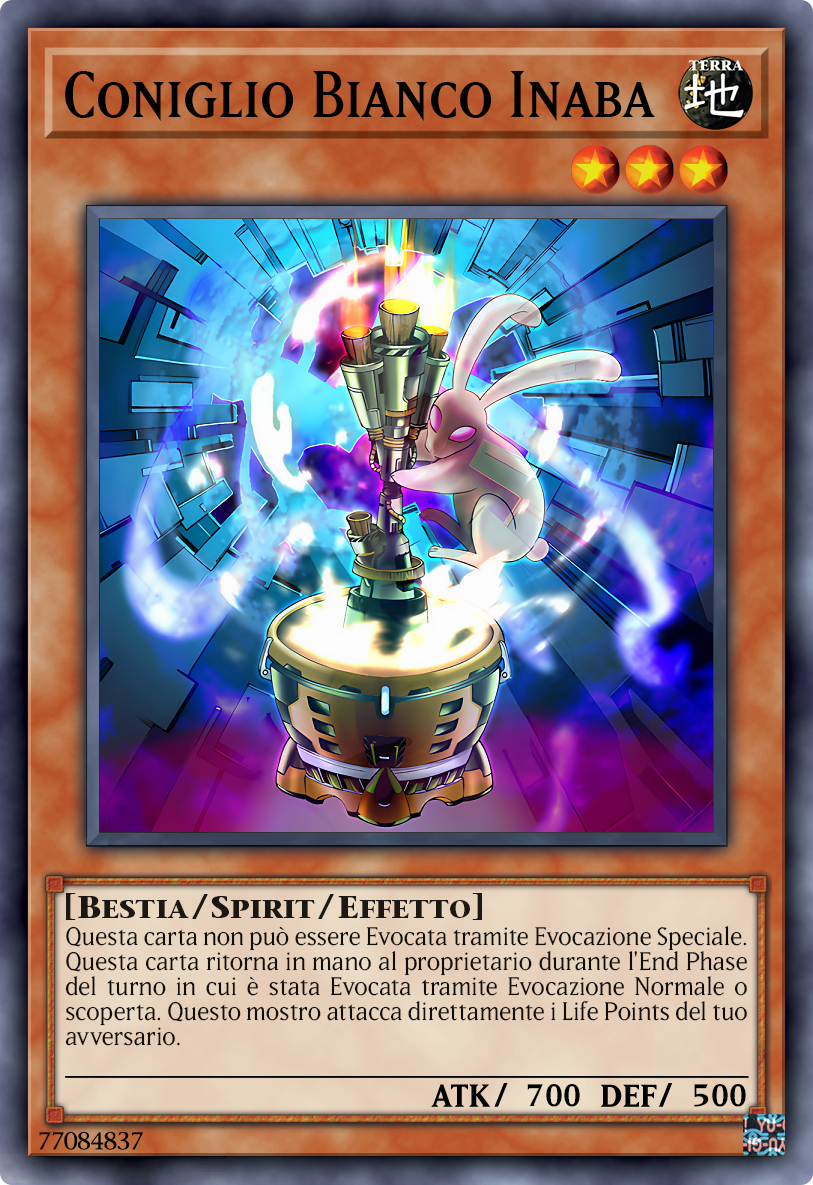 Coniglio Bianco Inaba
TERRA
地
[Bestia/Spirit/Effetto]
Questa carta non può essere Evocata tramite Evocazione Speciale.
Questa carta ritorna in mano al proprietario durante l'End Phase
del turno in cui è stata Evocata tramite Evocazione Normale o
scoperta. Questo mostro attacca direttamente i Life Points del tuo
avversario.
ATK/ 700 DEF/ 500
77084837